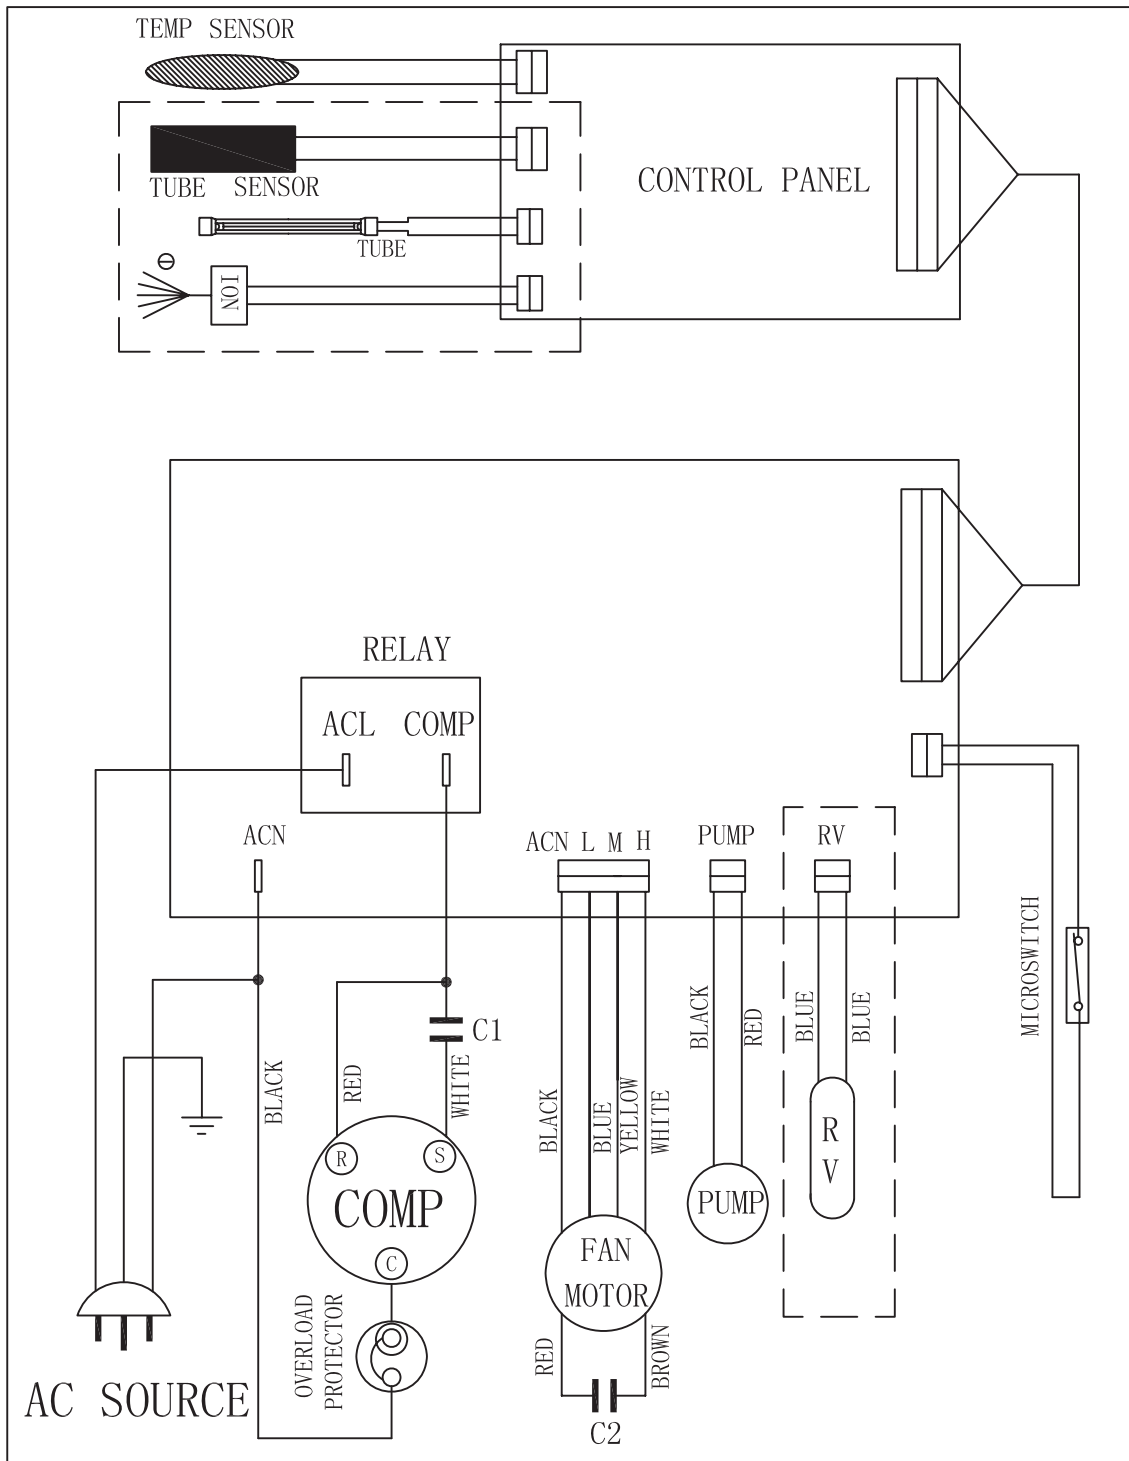 TEMP SENSOR
TUBE SENSOR
CONTROL PANEL
TUBE
ION
RELAY
ACL COMP
ACN
ACN L M H
PUMP
RV
MICROSWITCH
C1
BLACK
RED
WHITE
BLACK
BLUE
YELLOW
WHITE
BLACK
RED
BLUE
BLUE
R
S
COMP
C
FAN
MOTOR
PUMP
R
V
OVERLOAD
PROTECTOR
RED
BROWN
C2
AC SOURCE